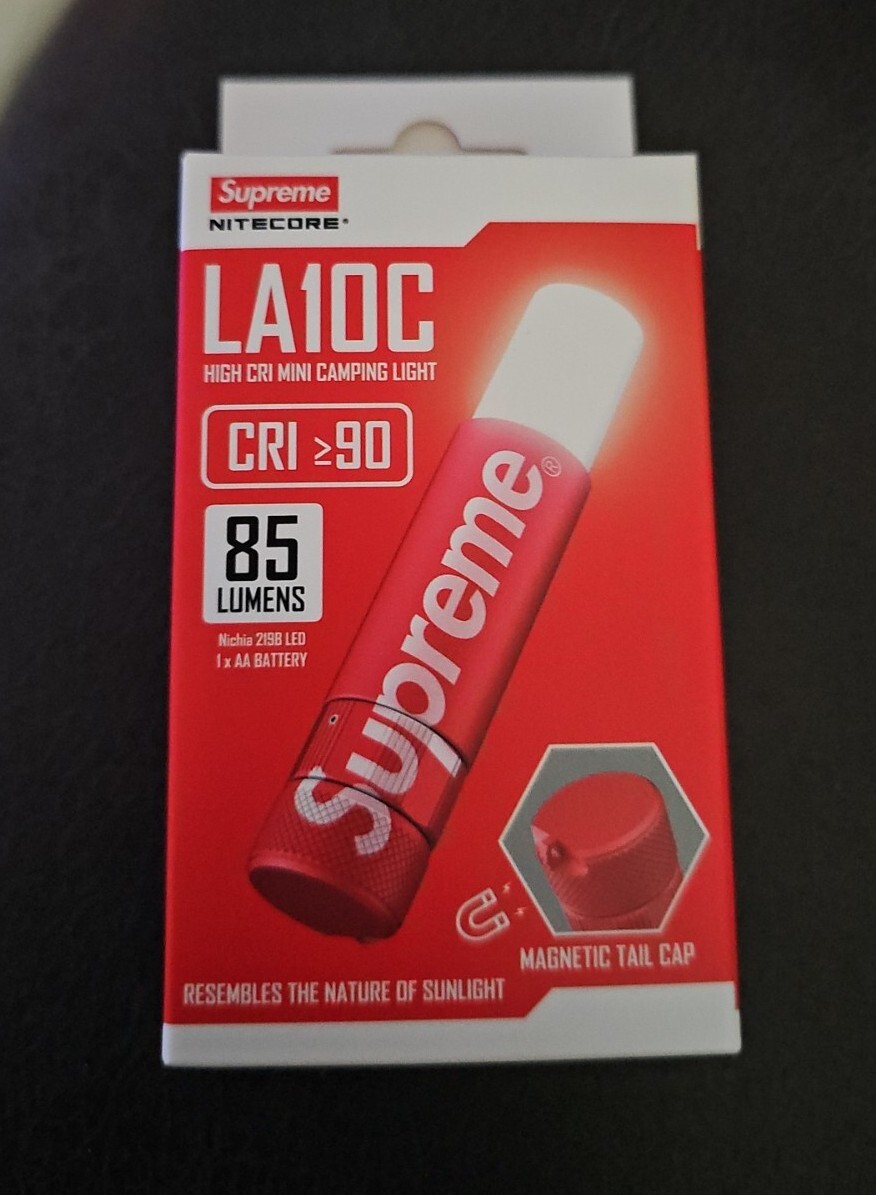 Supreme
NITECORE®
LA10C
HIGH CRI MINI CAMPING LIGHT
CRI ≥90
85
LUMENS
Nichia 219B LED
1 x AA BATTERY
Supreme®
MAGNETIC TAIL CAP
RESEMBLES THE NATURE OF SUNLIGHT